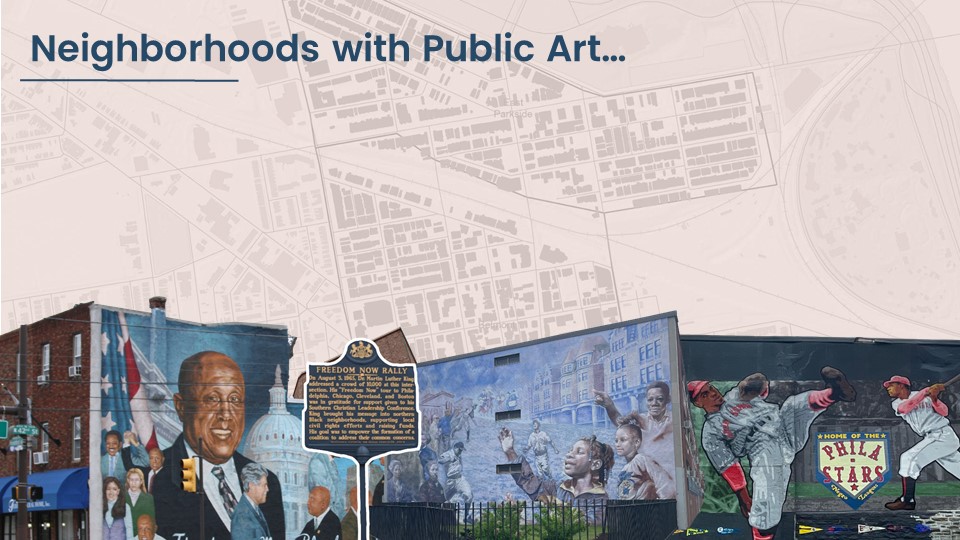 Neighborhoods with Public Art...
Parkside
Belmont
FREEDOM NOW RALLY
On August 3, 1965, Dr. Martin Luther King
addressed a crowd of 10,000 at this inter-
section. His "Freedom Now" tour to Phila-
delphia, Chicago, Cleveland, and Boston
was in gratitude for support given to his
Southern Christian Leadership Conference.
King brought his message into northern
Black neighborhoods, supporting local
civil rights efforts and raising funds.
His goal was to empower the formation of a
coalition to address their common concerns.
HOME OF THE
PHILA
STARS
Negro League